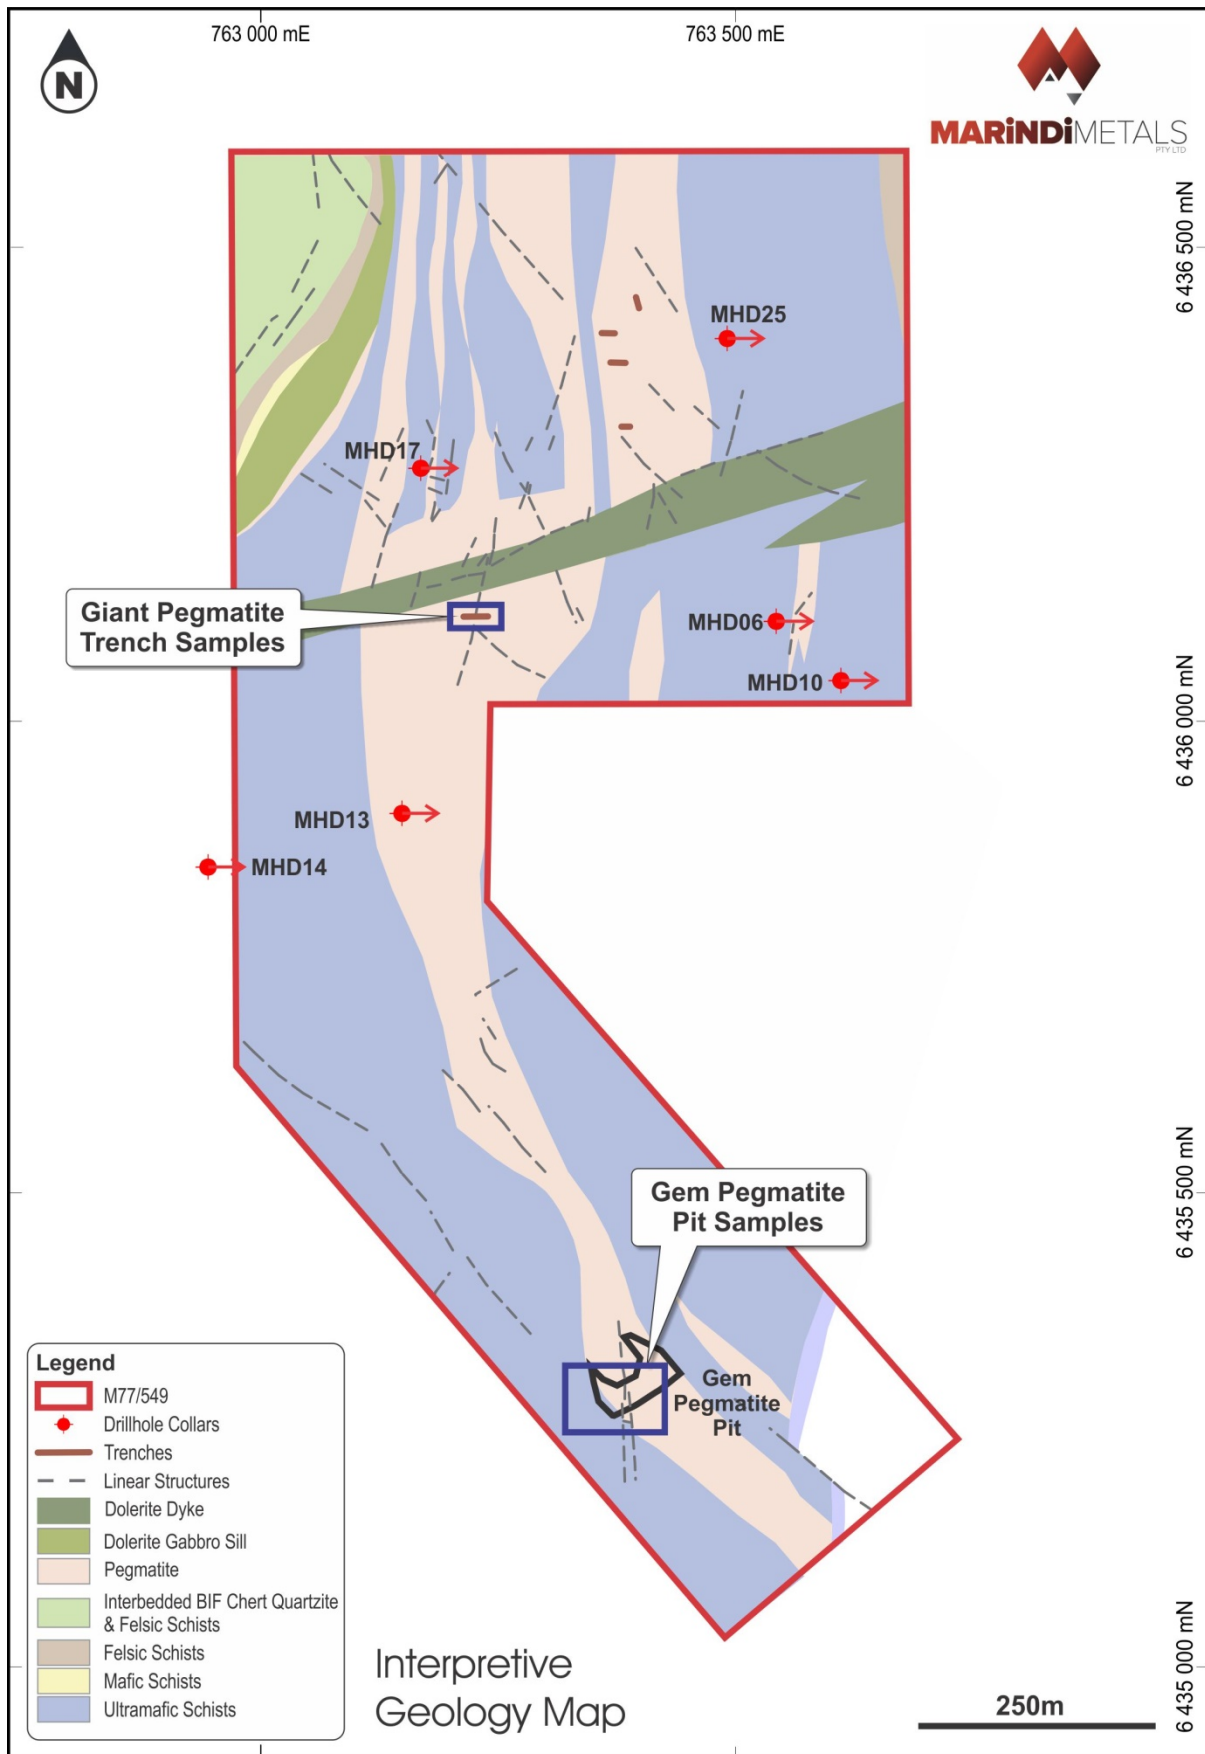 763 000 mE
763 500 mE
N
MARiNDiMETALS
PTY LTD
6 436 500 mN
MHD25
MHD17
Giant Pegmatite
Trench Samples
MHD06
MHD10
6 436 000 mN
MHD13
MHD14
Gem Pegmatite
Pit Samples
6 435 500 mN
Gem
Pegmatite
Pit
Legend
M77/549
Drillhole Collars
Trenches
Linear Structures
Dolerite Dyke
Dolerite Gabbro Sill
Pegmatite
Interbedded BIF Chert Quartzite
& Felsic Schists
Felsic Schists
Mafic Schists
Ultramafic Schists
Interpretive
Geology Map
250m
6 435 000 mN